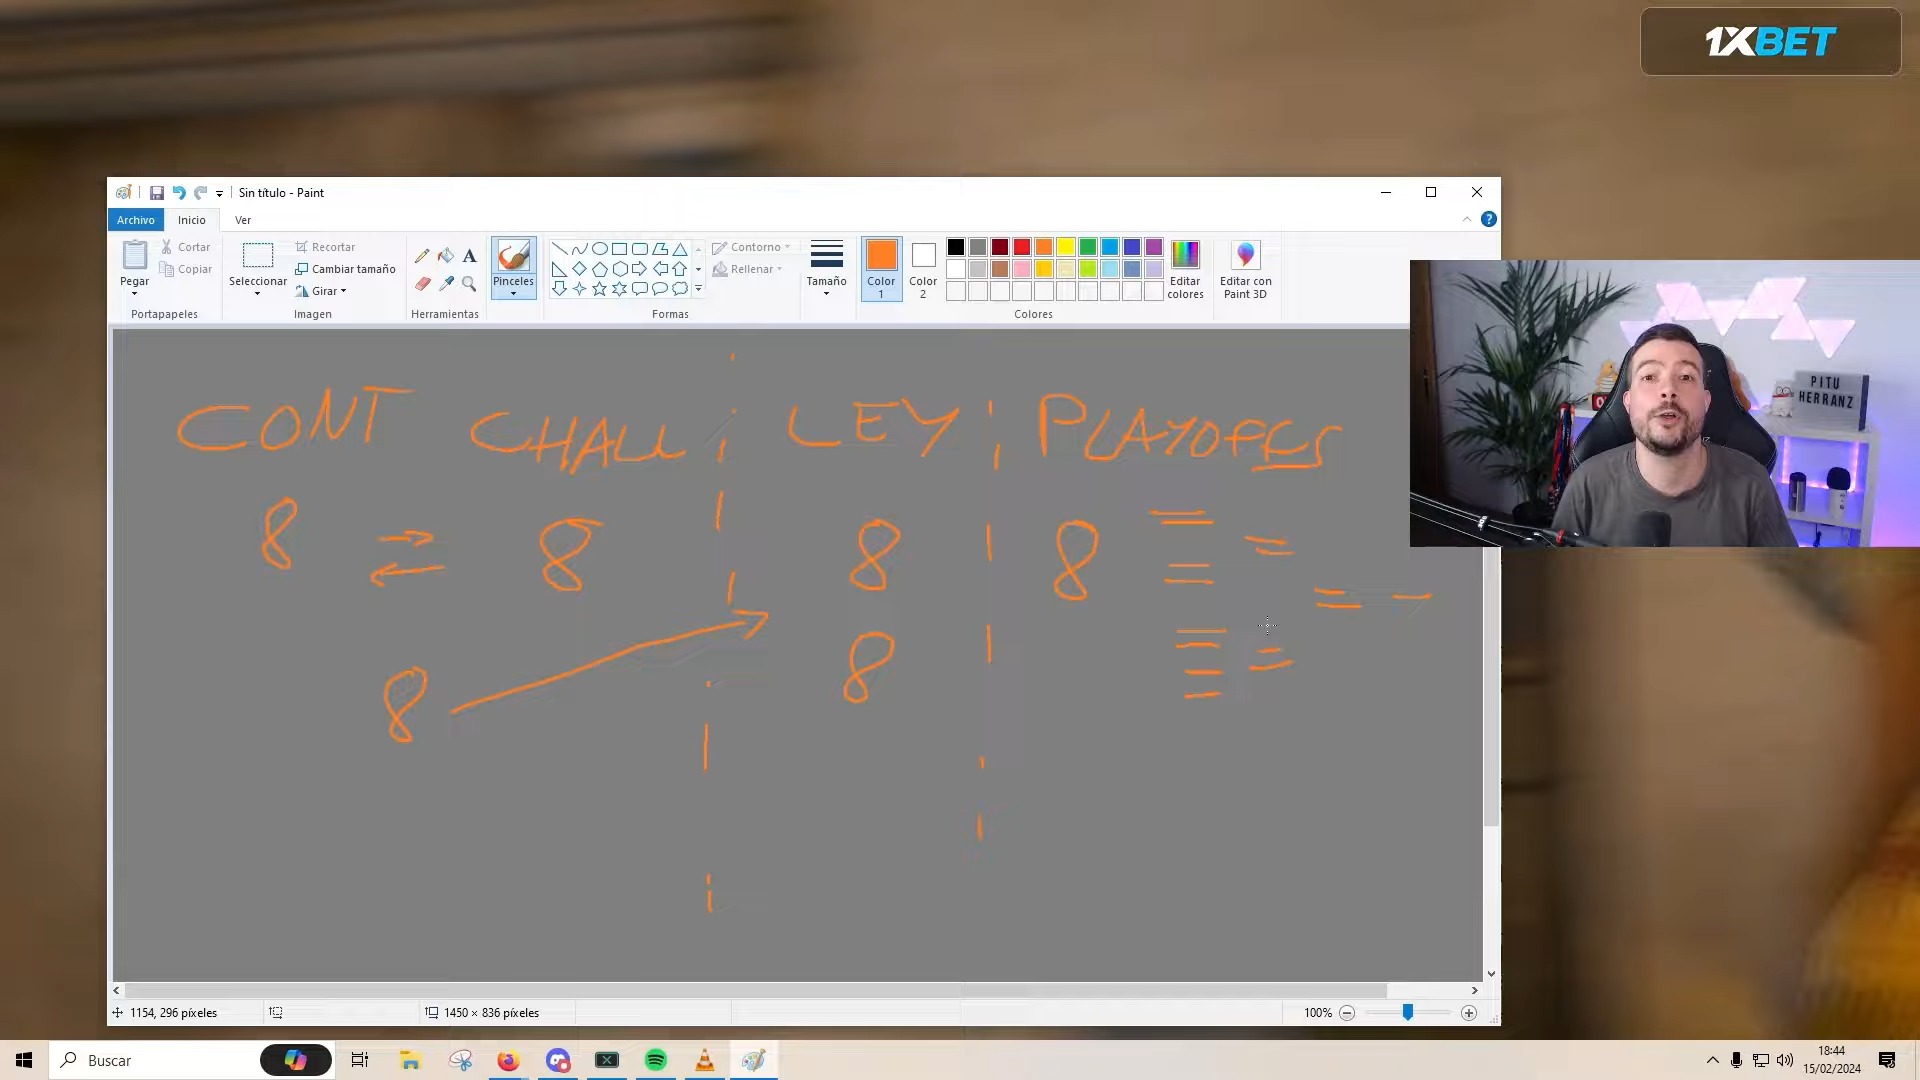 1XBET
Sin título - Paint
Archivo Inicio Ver
Pegar
Cortar
Copiar
Portapapeles
Seleccionar
Recortar
Cambiar tamaño
Girar
Imagen
A
Herramientas
Pinceles
Contorno
Rellenar
Formas
Tamaño
Color 1
Color 2
Editar colores
Editar con Paint 3D
Colores
PITU
HERRANZ
CONT CHALL LEY PLAYOFFS
8 8 8 8
8 8
1154, 296 píxeles 1450 × 836 píxeles 100%
Buscar
18:44
15/02/2024